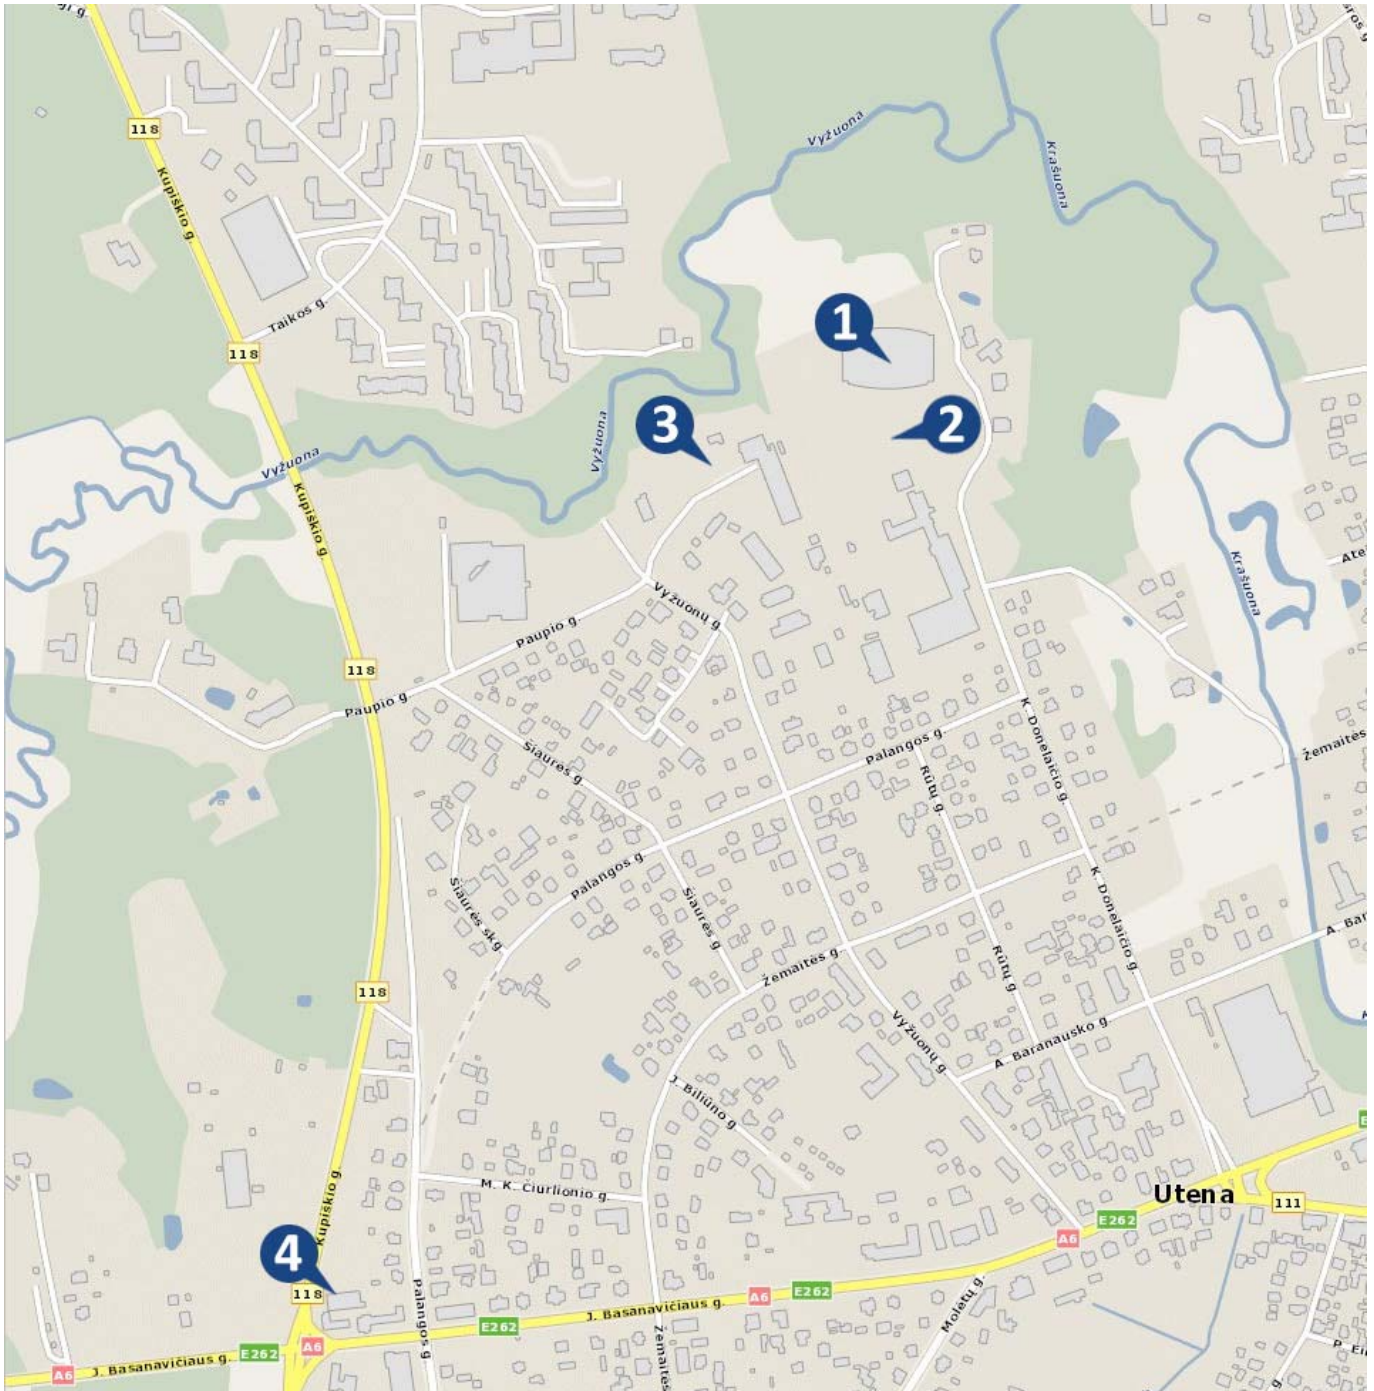 118
Vyžuona
Kupiškio g.
Krašuona
1
Taikos g.
118
3
2
Vyžuona
Vyžuona
Kupiškio g.
Krašuona
Vyžuonų g.
Paupio g.
118
Paupio g.
K. Donelaičio g.
Palangos g.
Žemaitės
Šiaurės g.
Rūtų g.
Palangos g.
K. Donelaičio g.
Šiaurės skg
Šiaurės g.
Žemaitės g.
A. Bar
Rūtų g.
118
Vyžuonų g.
A. Baranausko g.
J. Biliūno g
M. K. Čiurlionio g.
Utena
111
Kupiškio g.
E262
A6
4
118
Palangos g
A6
E262
J. Basanavičiaus g.
Molėtų g.
E262
Žemaitės
A6
E262
J. Basanavičiaus g.
A6